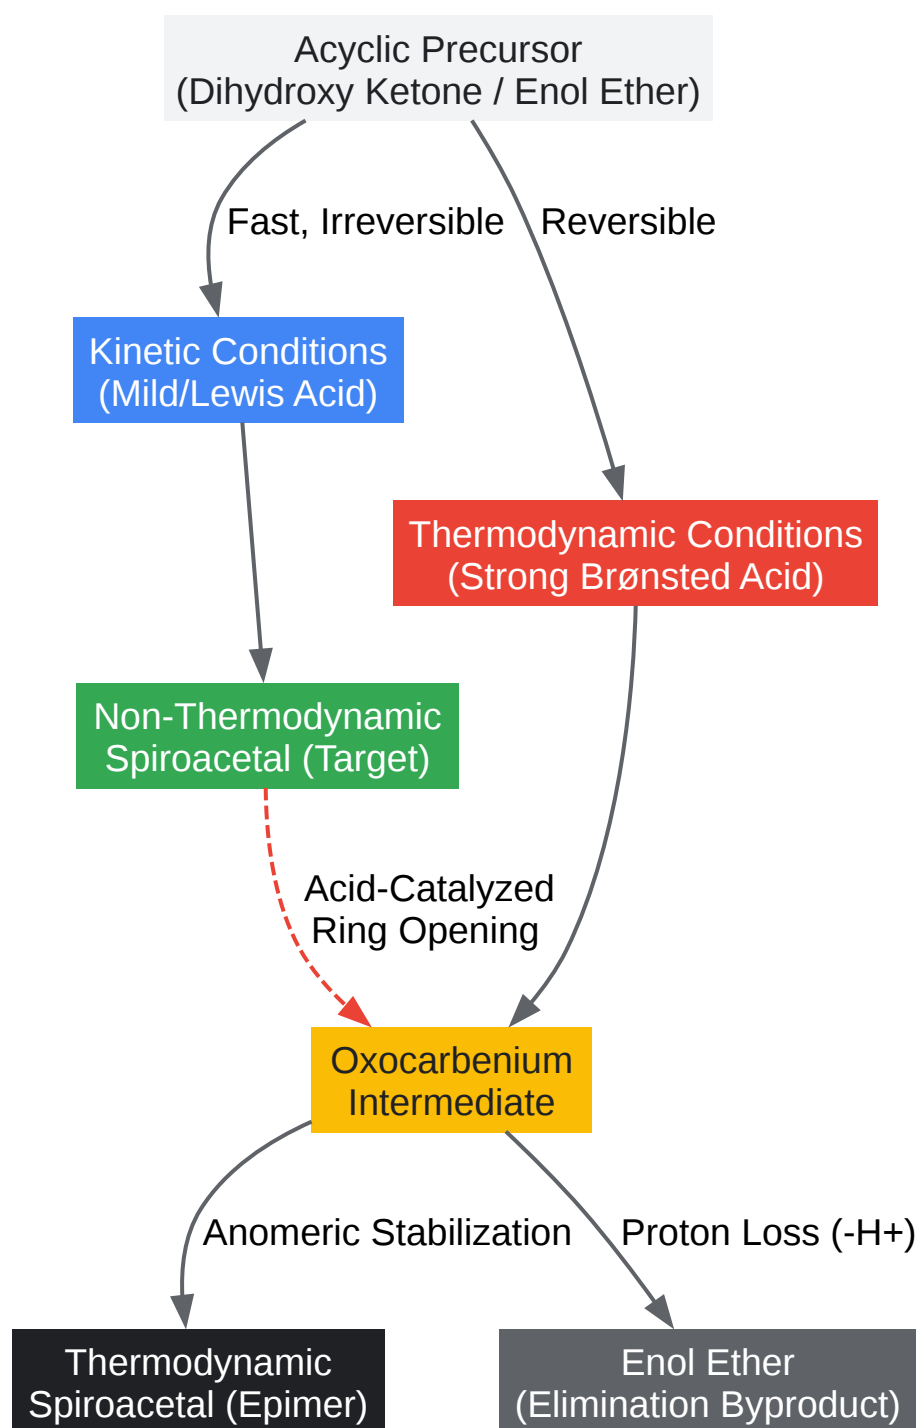 Acyclic Precursor
(Dihydroxy Ketone / Enol Ether)
Fast, Irreversible
Reversible
Kinetic Conditions
(Mild/Lewis Acid)
Thermodynamic Conditions
(Strong Brønsted Acid)
Non-Thermodynamic
Spiroacetal (Target)
Acid-Catalyzed
Ring Opening
Oxocarbenium
Intermediate
Anomeric Stabilization
Proton Loss (-H+)
Thermodynamic
Spiroacetal (Epimer)
Enol Ether
(Elimination Byproduct)